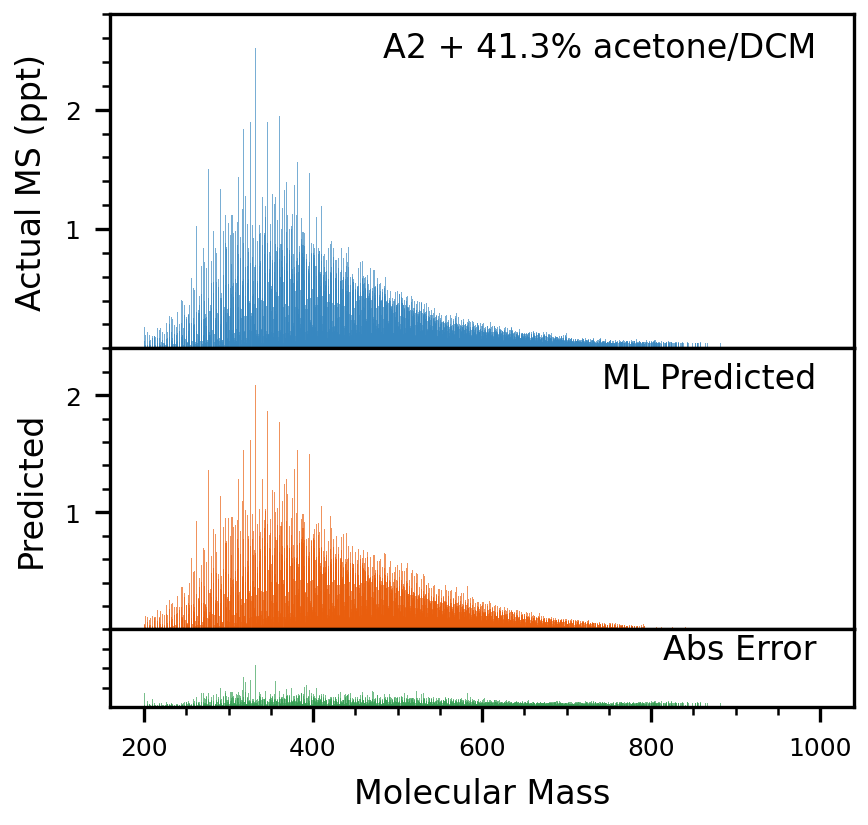 A2 + 41.3% acetone/DCM
Actual MS (ppt)
2
1
ML Predicted
Predicted
2
1
Abs Error
200 400 600 800 1000
Molecular Mass